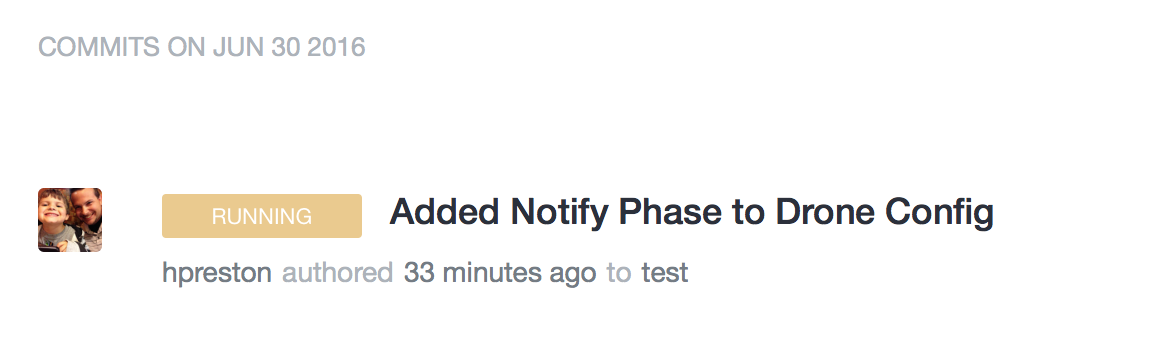 COMMITS ON JUN 30 2016
RUNNING Added Notify Phase to Drone Config
hpreston authored 33 minutes ago to test